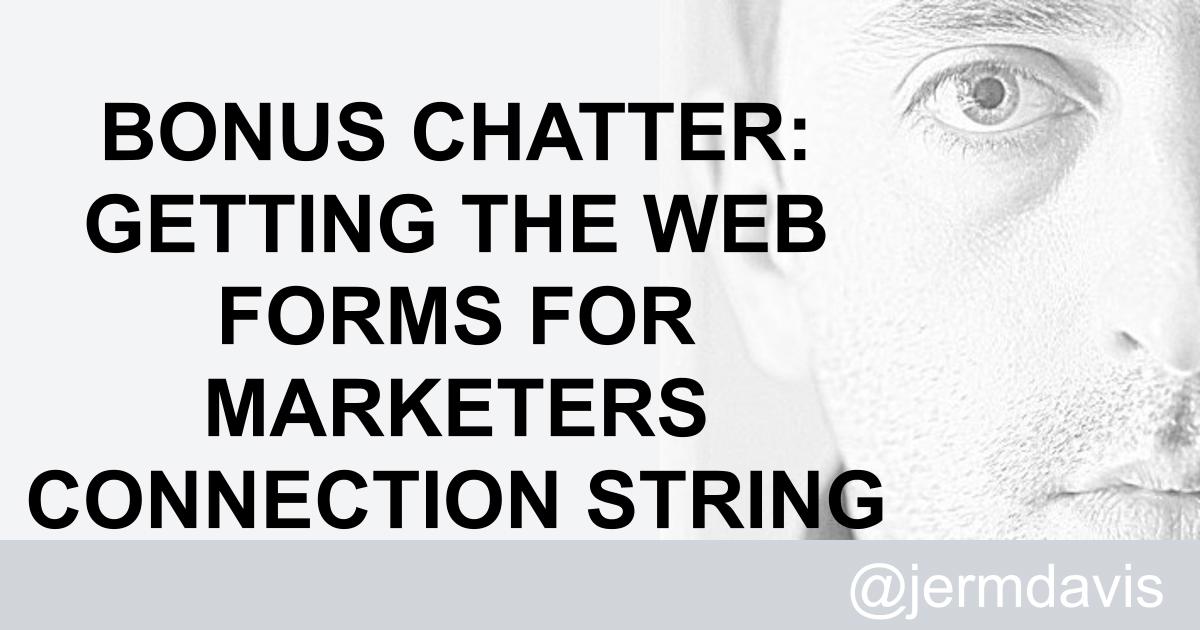 BONUS CHATTER:
GETTING THE WEB
FORMS FOR
MARKETERS
CONNECTION STRING
@jermdavis